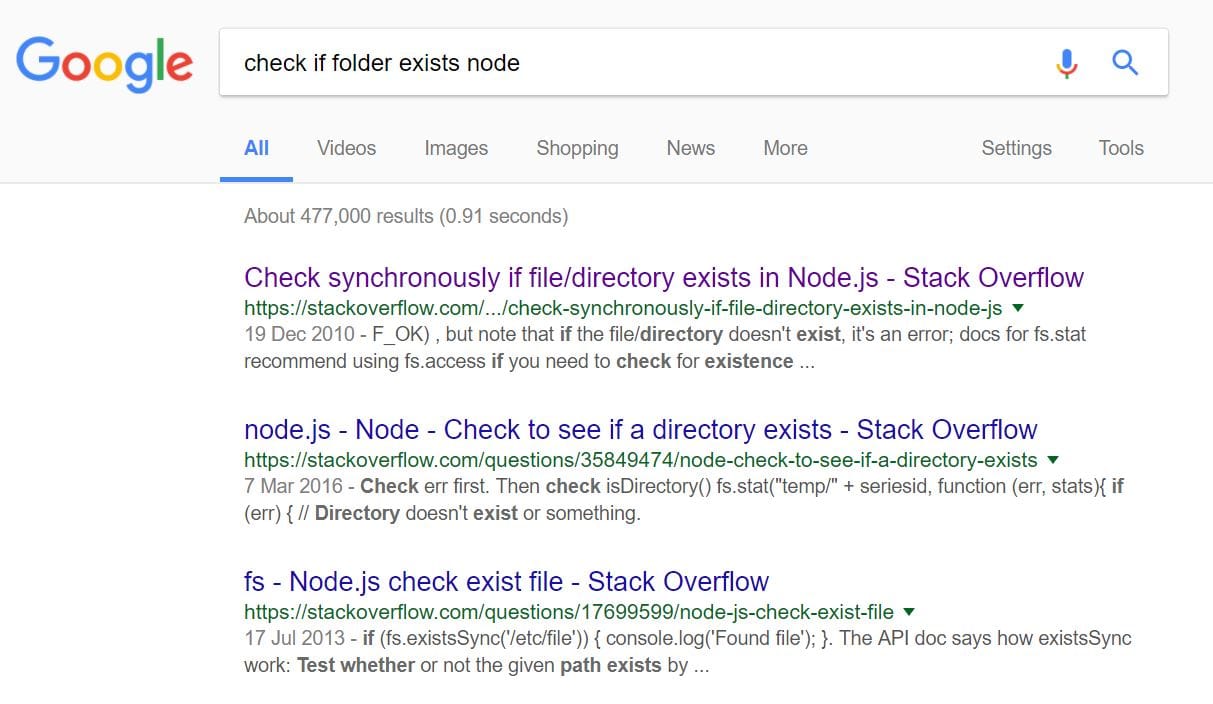 Google
check if folder exists node
All Videos Images Shopping News More Settings Tools
About 477,000 results (0.91 seconds)
Check synchronously if file/directory exists in Node.js - Stack Overflow
https://stackoverflow.com/.../check-synchronously-if-file-directory-exists-in-node-js
19 Dec 2010 - F_OK) , but note that if the file/directory doesn't exist, it's an error; docs for fs.stat
recommend using fs.access if you need to check for existence ...
node.js - Node - Check to see if a directory exists - Stack Overflow
https://stackoverflow.com/questions/35849474/node-check-to-see-if-a-directory-exists
7 Mar 2016 - Check err first. Then check isDirectory() fs.stat("temp/" + seriesid, function (err, stats){ if
(err) { // Directory doesn't exist or something.
fs - Node.js check exist file - Stack Overflow
https://stackoverflow.com/questions/17699599/node-js-check-exist-file
17 Jul 2013 - if (fs.existsSync('/etc/file')) { console.log('Found file'); }. The API doc says how existsSync
work: Test whether or not the given path exists by ...